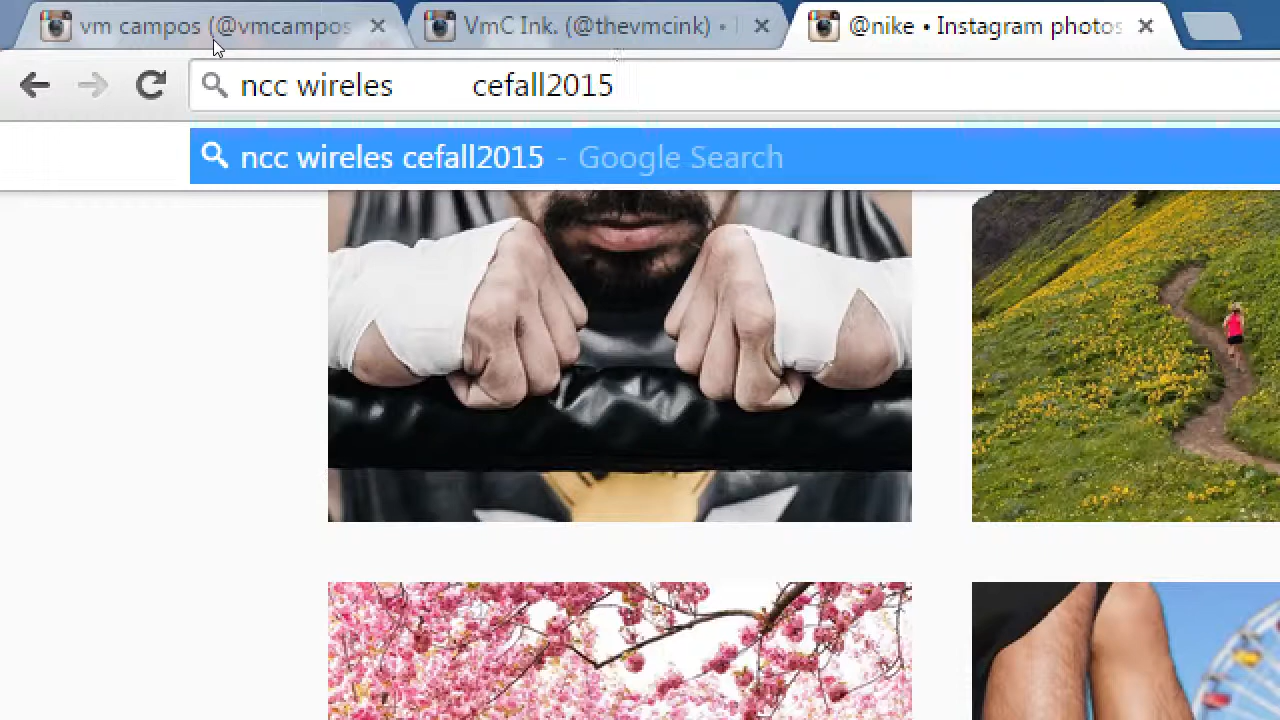 vm campos (@vmcampos
VmC Ink. (@thevmcink) •
@nike • Instagram photos
ncc wireles cefall2015
ncc wireles cefall2015 - Google Search